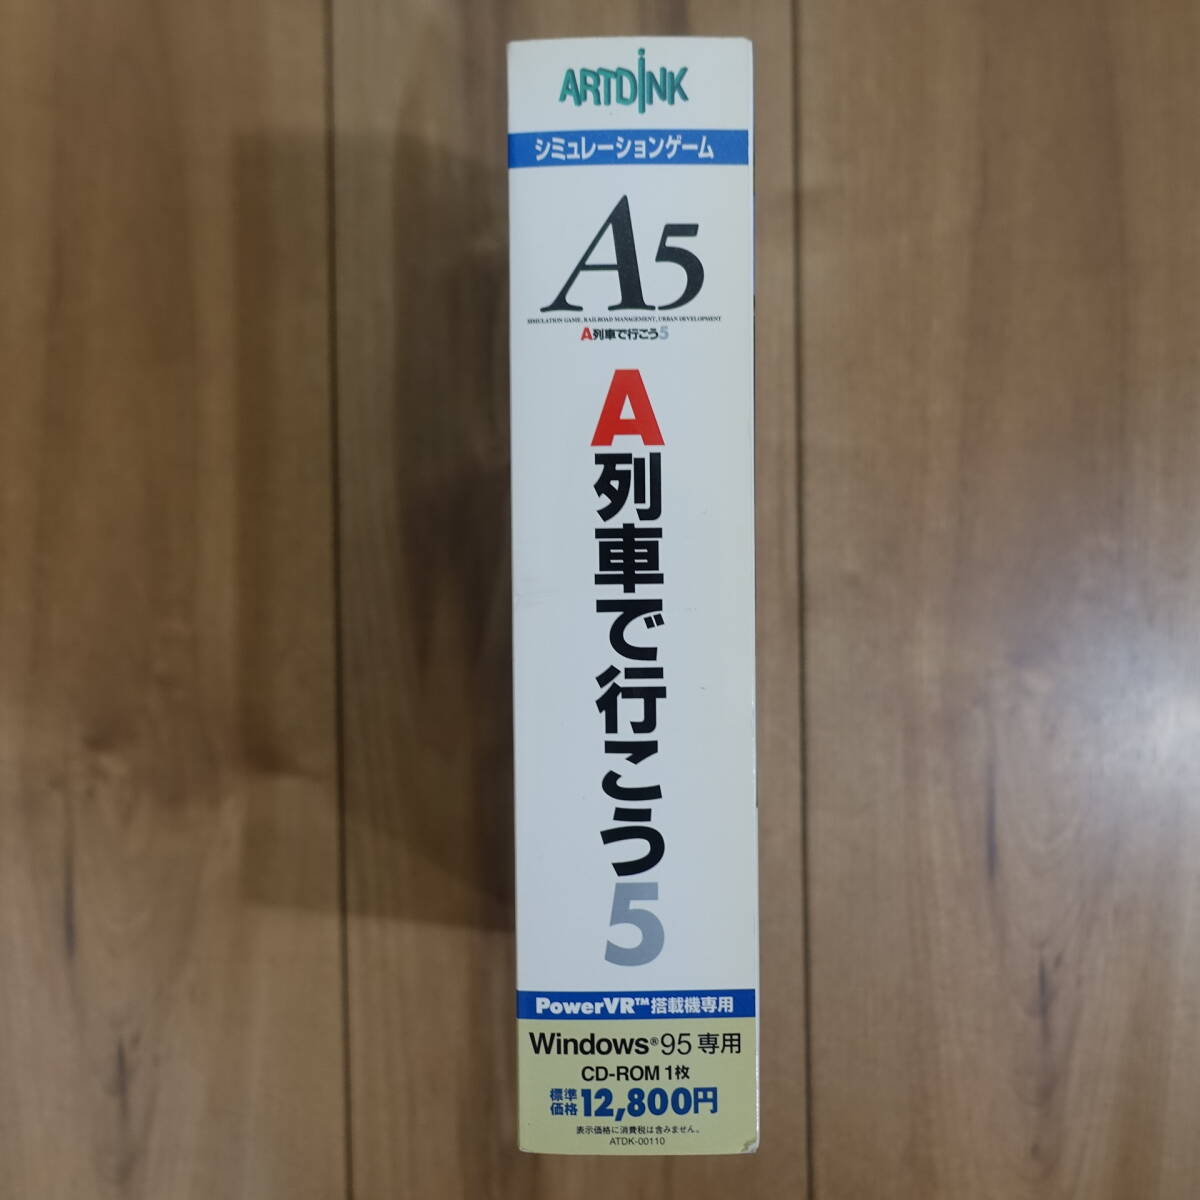 ARTDINK
シミュレーションゲーム
A5
SIMULATION GAME, RAILROAD MANAGEMENT, URBAN DEVELOPMENT
A列車で行こう5
A列車で行こう5
PowerVR™搭載機専用
Windows®95専用
CD-ROM 1枚
標準価格 12,800円
表示価格に消費税は含みません。
ATDK-00110